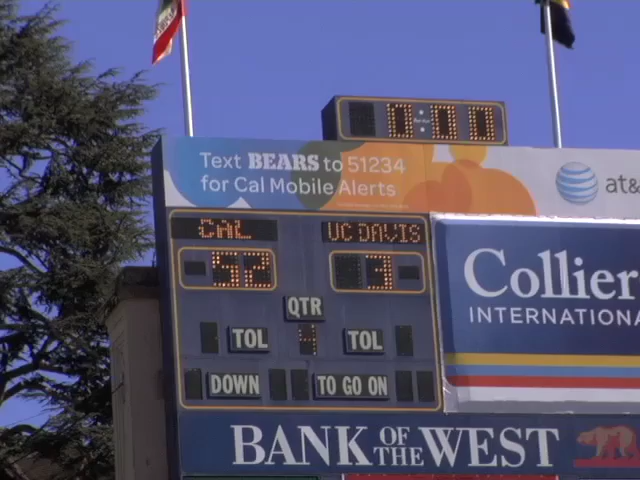 0:00
Text BEARS to 51234
for Cal Mobile Alerts
at&
CAL UC DAVIS
52 3
QTR
TOL 4 TOL
DOWN TO GO ON
Collier
INTERNATIONA
BANK OF THE WEST